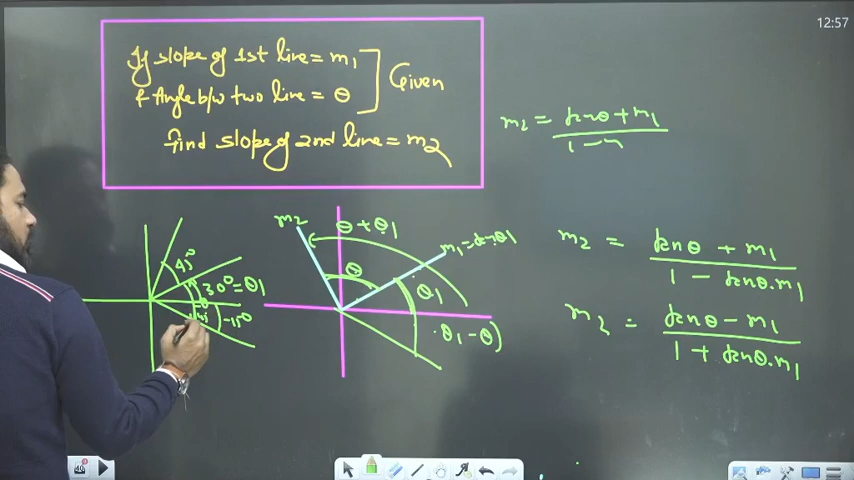 12:57
If slope of 1st line = m1
& Angle b/w two line = θ
Given
Find slope of 2nd line = m2
m2 = tanθ + m1
1 -
m2 = tanθ + m1
1 - tanθ.m1
m2 = tanθ - m1
1 + tanθ.m1
45°
30° = θ1
=θ
45
-15°
m2
θ + θ1
m1 = tanθ1
θ
θ1
θ1 - θ)